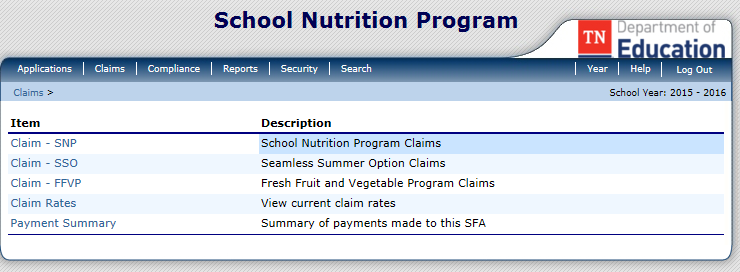 School Nutrition Program
TN Department of
Education
Applications Claims Compliance Reports Security Search Year Help Log Out
Claims > School Year: 2015 - 2016
Item Description
Claim - SNP School Nutrition Program Claims
Claim - SSO Seamless Summer Option Claims
Claim - FFVP Fresh Fruit and Vegetable Program Claims
Claim Rates View current claim rates
Payment Summary Summary of payments made to this SFA